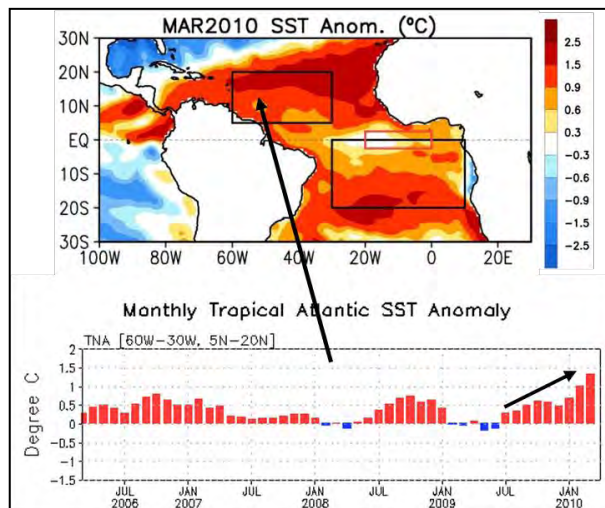 MAR2010 SST Anom. (ºC)
30N
20N
10N
EQ
10S
20S
30S
100W 80W 60W 40W 20W 0 20E
2.5
1.5
0.9
0.6
0.3
−0.3
−0.6
−0.9
−1.5
−2.5
Monthly Tropical Atlantic SST Anomaly
TNA [60W−30W, 5N−20N]
Degree C
2
1.5
1
0.5
0
−0.5
−1
−1.5
JUL JAN JUL JAN JUL JAN JUL JAN
2006 2007 2008 2009 2010